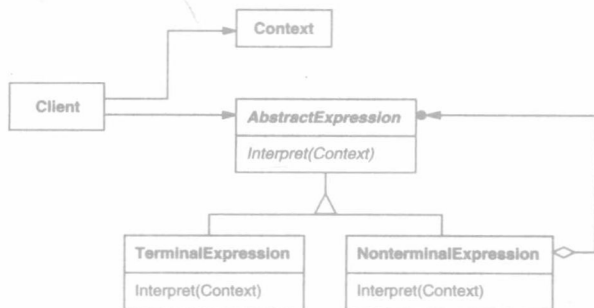 Context
Client
AbstractExpression
Interpret(Context)
TerminalExpression
Interpret(Context)
NonterminalExpression
Interpret(Context)